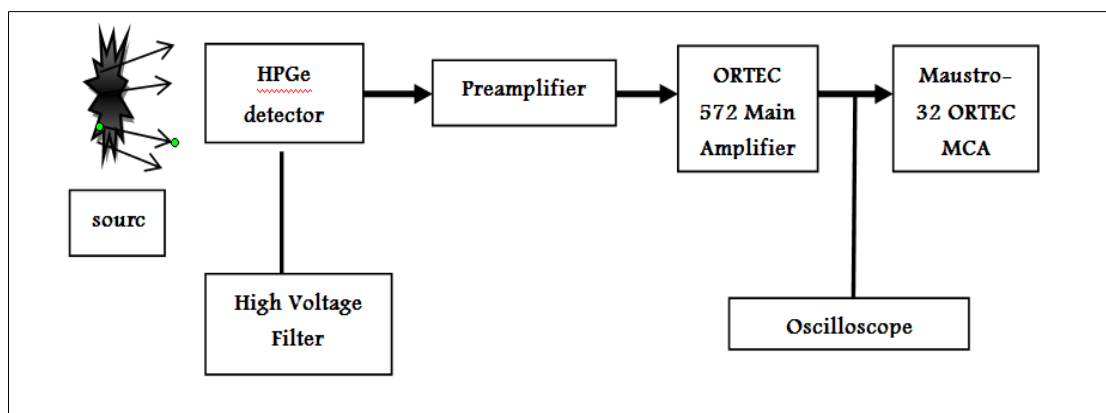 HPGe
detector
Preamplifier
ORTEC
572 Main
Amplifier
Maustro-
32 ORTEC
MCA
sourc
High Voltage
Filter
Oscilloscope